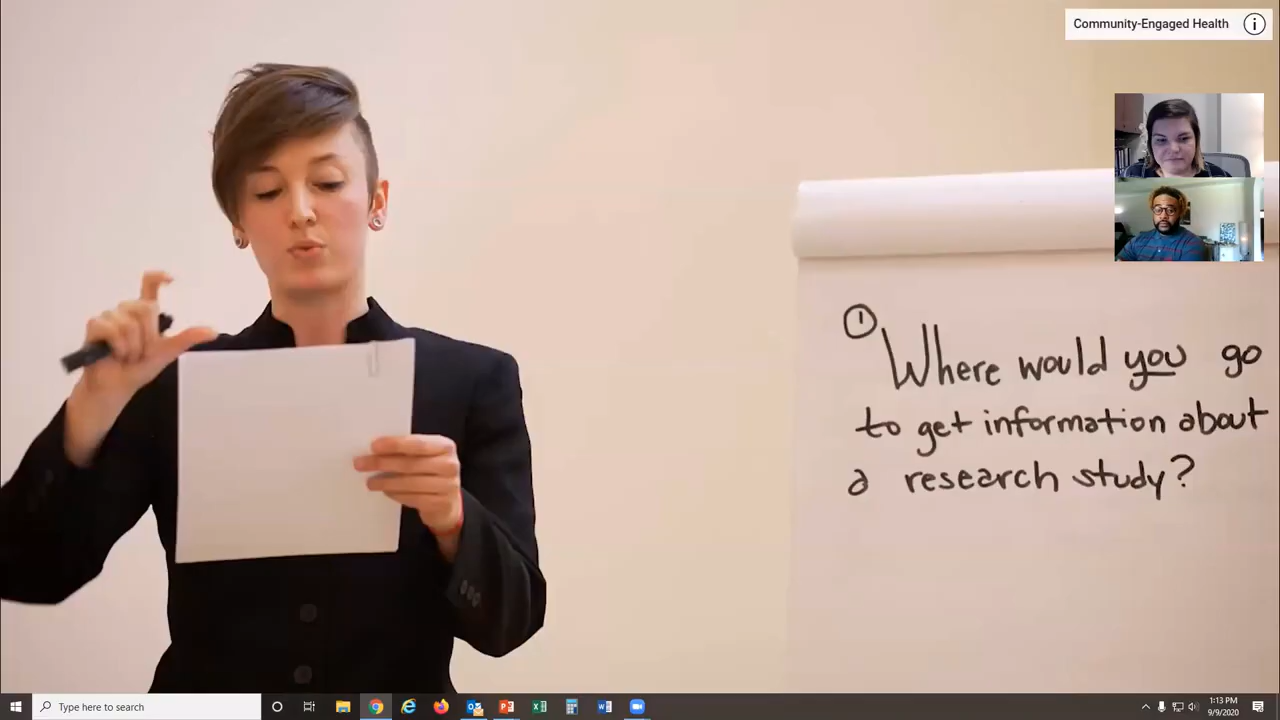 Community-Engaged Health
①
Where would you go
to get information about
a research study?
Type here to search
1:13 PM
9/9/2020